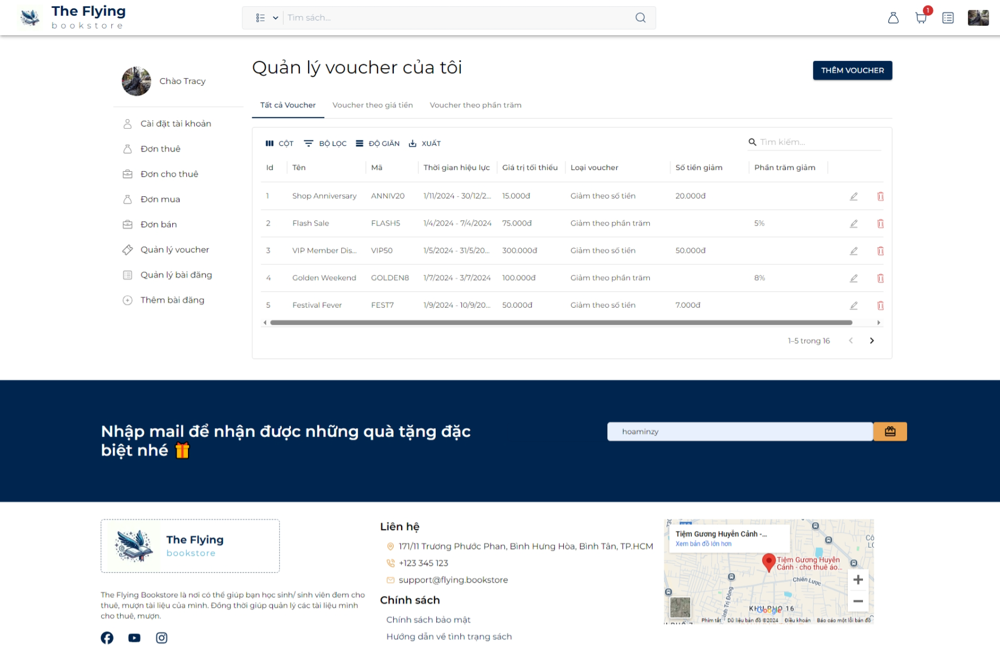 The Flying
bookstore
Tìm sách...
1
Chào Tracy
Cài đặt tài khoản
Đơn thuê
Đơn cho thuê
Đơn mua
Đơn bán
Quản lý voucher
Quản lý bài đăng
Thêm bài đăng
Quản lý voucher của tôi
THÊM VOUCHER
Tất cả Voucher Voucher theo giá tiền Voucher theo phần trăm
CỘT BỘ LỌC ĐỘ GIÃN XUẤT Tìm kiếm...
Id Tên Mã Thời gian hiệu lực Giá trị tối thiểu Loại voucher Số tiền giảm Phần trăm giảm
1 Shop Anniversary ANNIV20 1/11/2024 - 30/12/2... 15.000đ Giảm theo số tiền 20.000đ
2 Flash Sale FLASH5 1/4/2024 - 7/4/2024 75.000đ Giảm theo phần trăm 5%
3 VIP Member Dis... VIP50 1/5/2024 - 31/5/20... 300.000đ Giảm theo số tiền 50.000đ
4 Golden Weekend GOLDEN8 1/7/2024 - 3/7/2024 100.000đ Giảm theo phần trăm 8%
5 Festival Fever FEST7 1/9/2024 - 10/9/20... 50.000đ Giảm theo số tiền 7.000đ
1–5 trong 16
Nhập mail để nhận được những quà tặng đặc
biệt nhé
hoaminzy
The Flying
bookstore
The Flying Bookstore là nơi có thể giúp bạn học sinh/ sinh viên đem cho
thuê, mượn tài liệu của mình. Đồng thời giúp quản lý các tài liệu mình
cho thuê, mượn.
Liên hệ
171/11 Trương Phước Phan, Bình Hưng Hòa, Bình Tân, TP.HCM
+123 345 123
support@flying.bookstore
Chính sách
Chính sách bảo mật
Hướng dẫn về tình trạng sách
Tiệm Gương Huyền Cảnh -...
Xem bản đồ lớn hơn
Tiệm Gương Huyền
Cảnh - cho thuê áo...
Chiến Lược
KHU PHỐ 16
Google
Phím tắt Dữ liệu bản đồ ©2024 Điều khoản Báo cáo một lỗi bản đồ